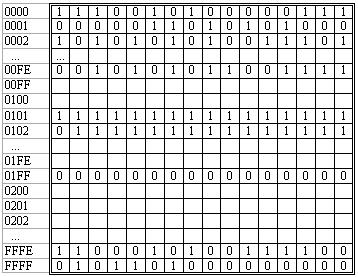 0000 1 1 1 0 0 1 0 1 0 0 0 0 0 1 1 1
0001 0 0 0 0 1 0 1 0 1 0 1 0 1 0 0 0
0002 1 0 1 0 1 0 1 0 1 0 0 1 1 1 0 1
... ...
00FE 0 0 1 0 1 0 1 0 1 1 0 0 1 1 1 1
00FF
0100
0101 1 1 1 1 1 1 1 1 1 1 1 1 1 1 1 1
0102 0 1 1 1 1 1 1 1 1 1 1 1 1 1 1 1
...
01FE
01FF 0 0 0 0 0 0 0 0 0 0 0 0 0 0 0 0
0200
0201
0202
...
FFFE 1 1 0 0 0 1 0 1 0 0 1 1 1 1 0 0
FFFF 0 1 0 1 1 0 1 0 1 0 0 0 0 0 0 0